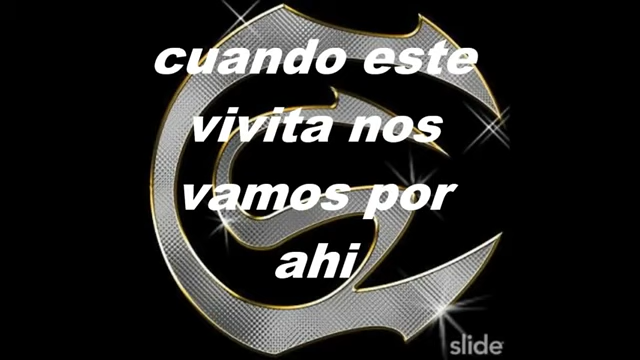 cuando este
vivita nos
vamos por
ahi
slide